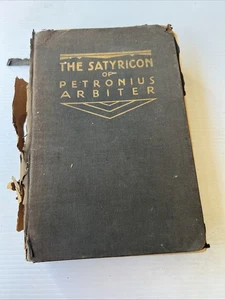 THE SATYRICON
OF
PETRONIUS
ARBITER